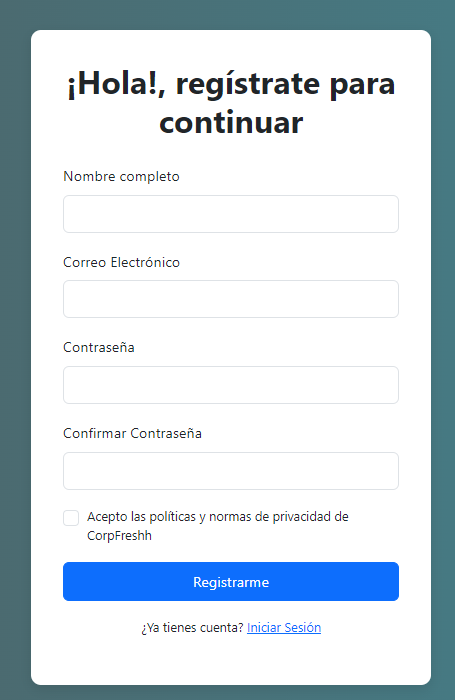 ¡Hola!, regístrate para
continuar
Nombre completo
Correo Electrónico
Contraseña
Confirmar Contraseña
Acepto las políticas y normas de privacidad de
CorpFreshh
Registrarme
¿Ya tienes cuenta? Iniciar Sesión